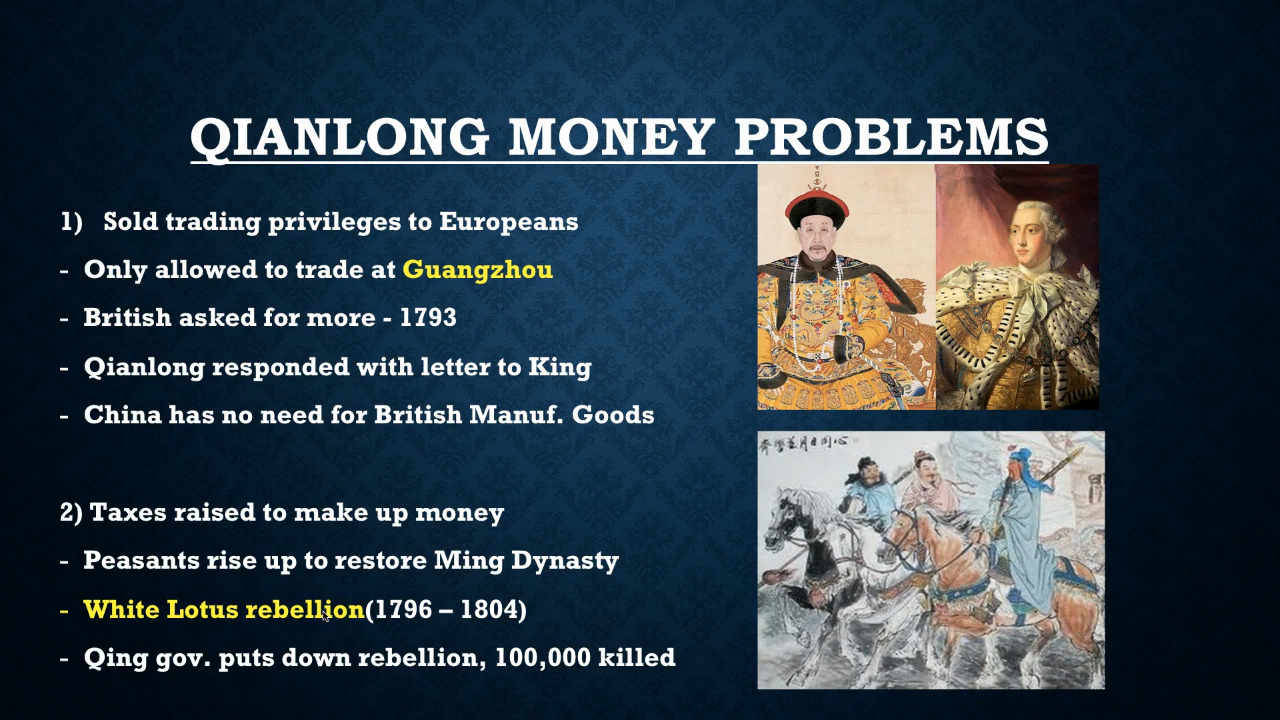 QIANLONG MONEY PROBLEMS
1) Sold trading privileges to Europeans
- Only allowed to trade at Guangzhou
- British asked for more - 1793
- Qianlong responded with letter to King
- China has no need for British Manuf. Goods
2) Taxes raised to make up money
- Peasants rise up to restore Ming Dynasty
- White Lotus rebellion(1796 – 1804)
- Qing gov. puts down rebellion, 100,000 killed